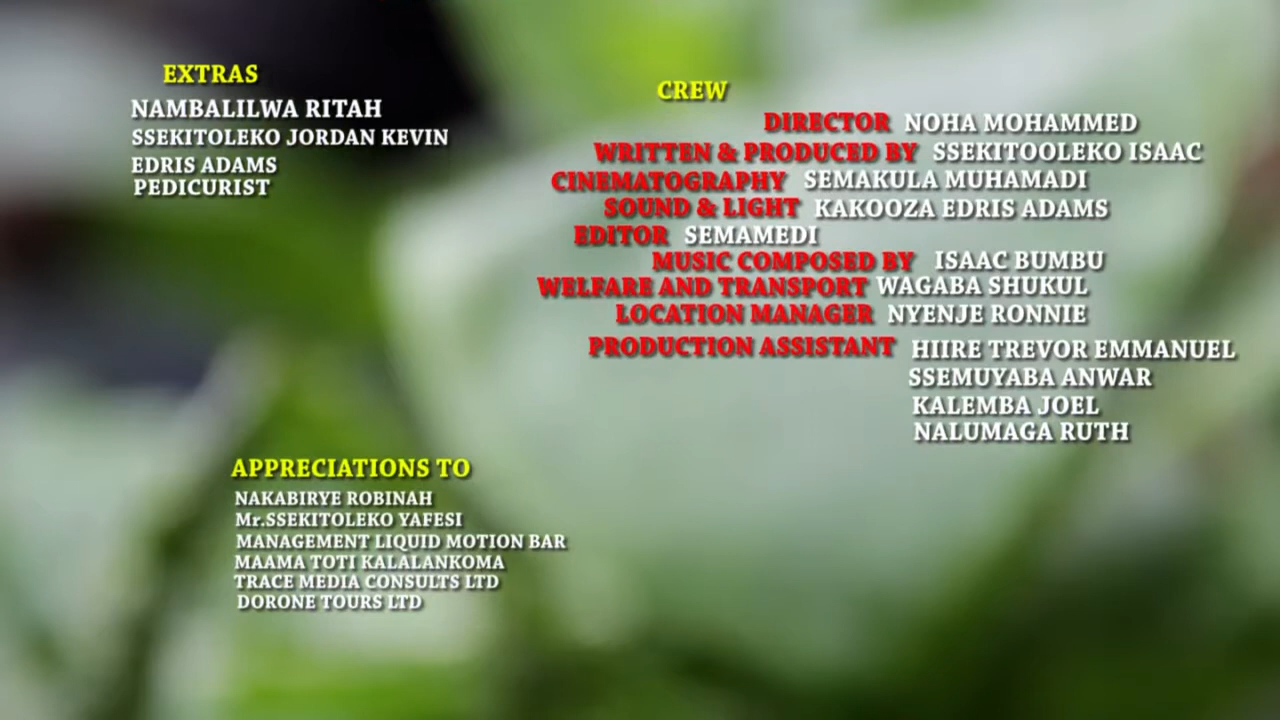 EXTRAS
NAMBALILWA RITAH
SSEKITOLEKO JORDAN KEVIN
EDRIS ADAMS
PEDICURIST
CREW
DIRECTOR NOHA MOHAMMED
WRITTEN & PRODUCED BY SSEKITOOLEKO ISAAC
CINEMATOGRAPHY SEMAKULA MUHAMADI
SOUND & LIGHT KAKOOZA EDRIS ADAMS
EDITOR SEMAMEDI
MUSIC COMPOSED BY ISAAC BUMBU
WELFARE AND TRANSPORT WAGABA SHUKUL
LOCATION MANAGER NYENJE RONNIE
PRODUCTION ASSISTANT HIIRE TREVOR EMMANUEL
SSEMUYABA ANWAR
KALEMBA JOEL
NALUMAGA RUTH
APPRECIATIONS TO
NAKABIRYE ROBINAH
Mr.SSEKITOLEKO YAFESI
MANAGEMENT LIQUID MOTION BAR
MAAMA TOTI KALALANKOMA
TRACE MEDIA CONSULTS LTD
DORONE TOURS LTD